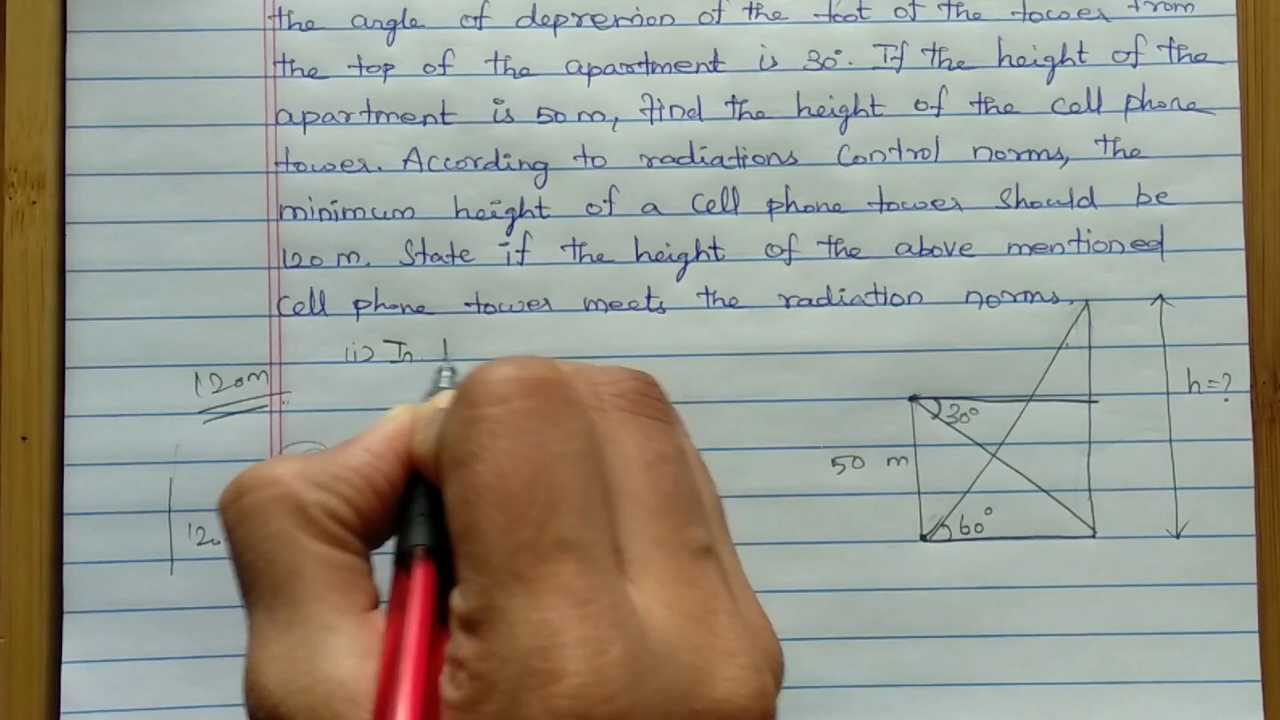 the angle of depression of the foot of the tower from
the top of the apartment is 30°. If the height of the
apartment is 50 m, find the height of the cell phone
tower. According to radiations control norms, the
minimum height of a cell phone tower should be
120 m. State if the height of the above mentioned
cell phone tower meets the radiation norms.
(i) In
120m
h=?
30°
50 m
60°
120